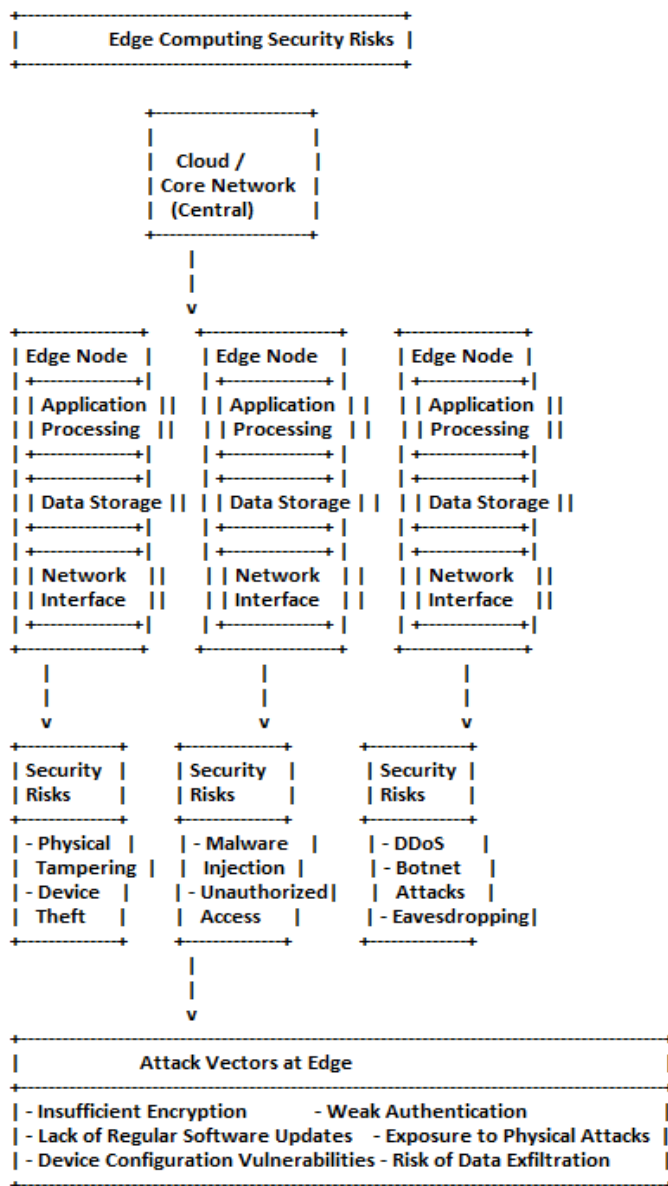 Edge Computing Security Risks
Cloud /
Core Network
(Central)
v
Edge Node Edge Node Edge Node
Application Application Application
Processing Processing Processing
Data Storage Data Storage Data Storage
Network Network Network
Interface Interface Interface
v v v
Security Security Security
Risks Risks Risks
- Physical - Malware - DDoS
Tampering Injection - Botnet
- Device - Unauthorized Attacks
Theft Access - Eavesdropping
v
Attack Vectors at Edge
- Insufficient Encryption - Weak Authentication
- Lack of Regular Software Updates - Exposure to Physical Attacks
- Device Configuration Vulnerabilities - Risk of Data Exfiltration